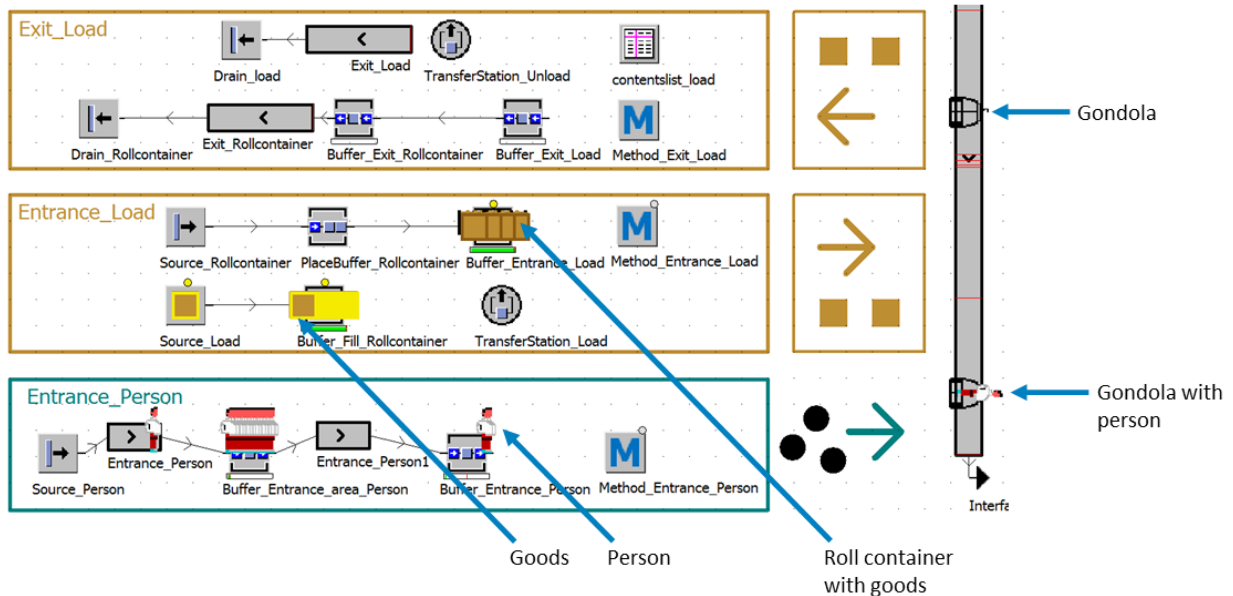 Exit_Load
Drain_load
Exit_Load
TransferStation_Unload
contentslist_load
Drain_Rollcontainer
Exit_Rollcontainer
Buffer_Exit_Rollcontainer
Buffer_Exit_Load
M
Method_Exit_Load
Gondola
Entrance_Load
Source_Rollcontainer
PlaceBuffer_Rollcontainer
Buffer_Entrance_Load
M
Method_Entrance_Load
Source_Load
Buffer_Fill_Rollcontainer
TransferStation_Load
Entrance_Person
Source_Person
Entrance_Person
Buffer_Entrance_area_Person
Entrance_Person1
Buffer_Entrance_Person
M
Method_Entrance_Person
Gondola with
person
Interfa
Goods
Person
Roll container
with goods